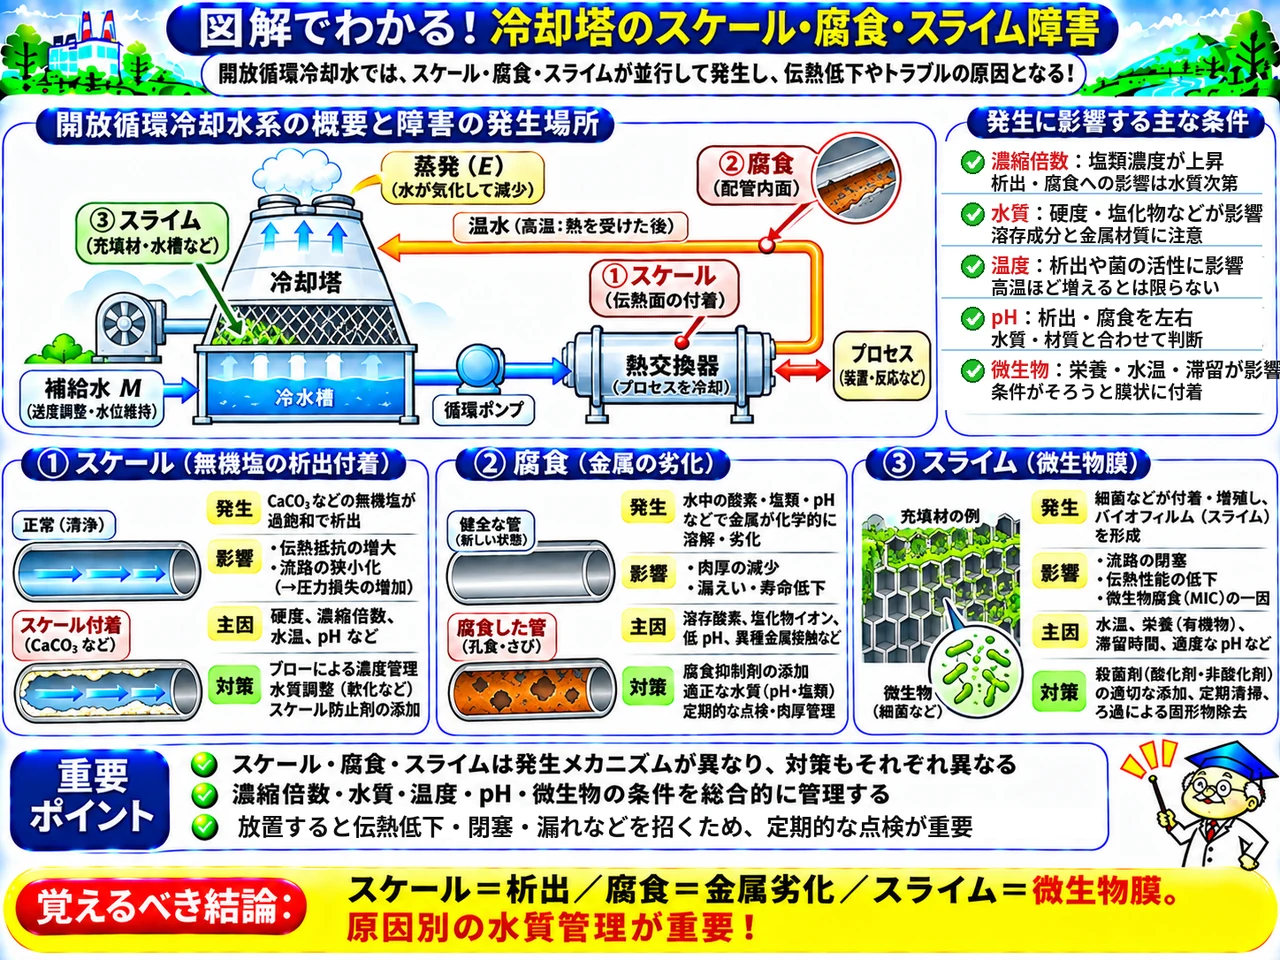 図解でわかる！冷却塔のスケール・腐食・スライム障害
開放循環冷却水では、スケール・腐食・スライムが並行して発生し、伝熱低下やトラブルの原因となる！
開放循環冷却水系の概要と障害の発生場所
蒸発（E）
（水が気化して減少）
②腐食
（配管内面）
③スライム
（充填材・水槽など）
温水（高温：熱を受けた後）
①スケール
（伝熱面の付着）
冷却塔
熱交換器
（プロセスを冷却）
プロセス
（装置・反応など）
補給水 M
（送度調整・水位維持）
冷水槽
循環ポンプ
発生に影響する主な条件
濃縮倍数：塩類濃度が上昇
析出・腐食への影響は水質次第
水質：硬度・塩化物などが影響
溶存成分と金属材質に注意
温度：析出や菌の活性に影響
高温ほど増えるとは限らない
pH：析出・腐食を左右
水質・材質と合わせて判断
微生物：栄養・水温・滞留が影響
条件がそろうと膜状に付着
①スケール（無機塩の析出付着）
正常（清浄）
スケール付着
（CaCO₃など）
発生
CaCO₃などの無機塩が
過飽和で析出
影響
・伝熱抵抗の増大
・流路の狭小化
（→圧力損失の増加）
主因
硬度、濃縮倍数、
水温、pHなど
対策
ブローによる濃度管理
水質調整（軟化など）
スケール防止剤の添加
②腐食（金属の劣化）
健全な管
（新しい状態）
腐食した管
（孔食・さび）
発生
水中の酸素・塩類・pH
などで金属が化学的に
溶解・劣化
影響
・肉厚の減少
・漏えい・寿命低下
主因
溶存酸素、塩化物イオン、
低pH、異種金属接触など
対策
腐食抑制剤の添加
適正な水質（pH・塩類）
定期的な点検・肉厚管理
③スライム（微生物膜）
充填材の例
微生物
（細菌など）
発生
細菌などが付着・増殖し、
バイオフィルム（スライム）
を形成
影響
・流路の閉塞
・伝熱性能の低下
・微生物腐食（MIC）の一因
主因
水温、栄養（有機物）、
滞留時間、適度なpHなど
対策
殺菌剤（酸化剤・非酸化剤）
の適切な添加、定期清掃、
ろ過による固形物除去
重要
ポイント
スケール・腐食・スライムは発生メカニズムが異なり、対策もそれぞれ異なる
濃縮倍数・水質・温度・pH・微生物の条件を総合的に管理する
放置すると伝熱低下・閉塞・漏れなどを招くため、定期的な点検が重要
覚えるべき結論：
スケール＝析出／腐食＝金属劣化／スライム＝微生物膜。
原因別の水質管理が重要！